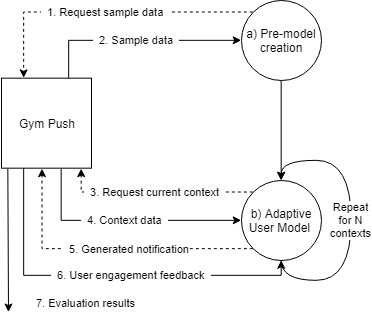 1. Request sample data
2. Sample data
a) Pre-model
creation
Gym Push
3. Request current context
4. Context data
b) Adaptive
User Model
Repeat
for N
contexts
5. Generated notification
6. User engagement feedback
7. Evaluation results